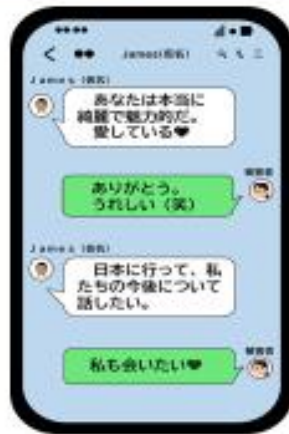 James(仮名)
James(仮名)
あなたは本当に
綺麗で魅力的だ。
愛している♥
被害者
ありがとう。
うれしい（笑）
James(仮名)
日本に行って、私
たちの今後について
話したい。
被害者
私も会いたい♥